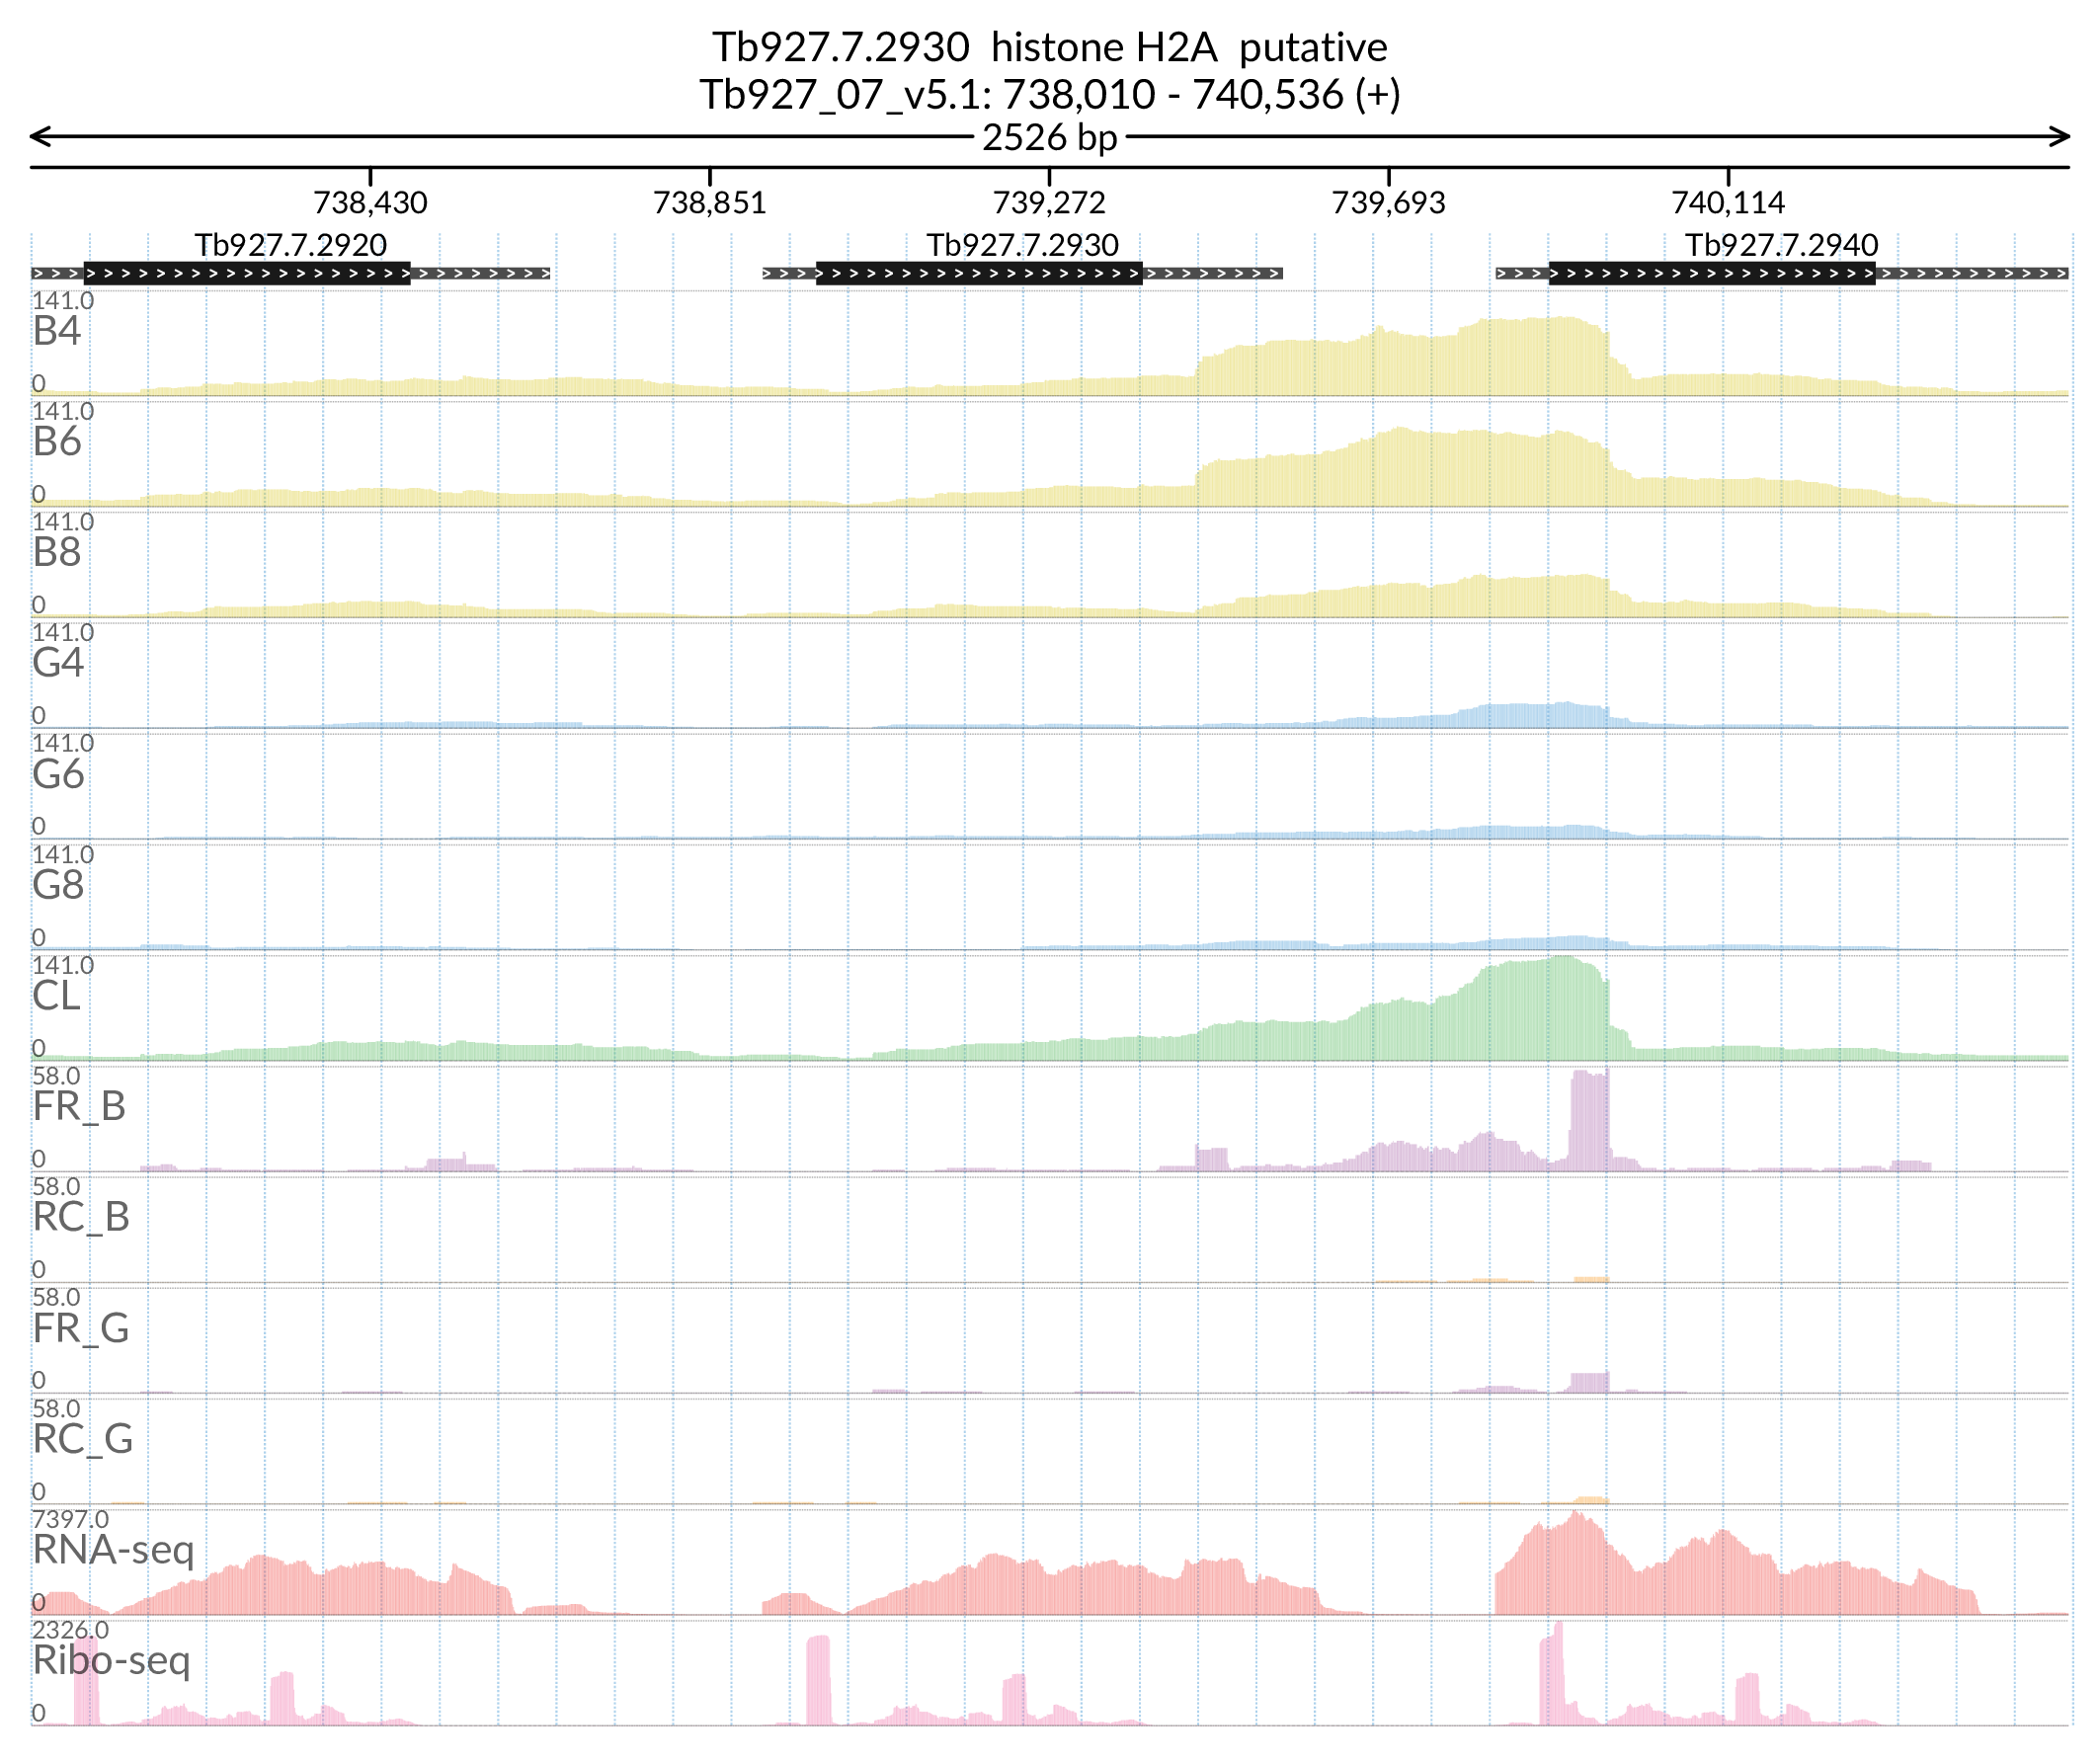 Tb927.7.2930  histone H2A  putative
Tb927_07_v5.1: 738,010 - 740,536 (+)
2526 bp
738,430 738,851 739,272 739,693 740,114
Tb927.7.2920 Tb927.7.2930 Tb927.7.2940
141.0
B4
0
141.0
B6
0
141.0
B8
0
141.0
G4
0
141.0
G6
0
141.0
G8
0
141.0
CL
0
58.0
FR_B
0
58.0
RC_B
0
58.0
FR_G
0
58.0
RC_G
0
7397.0
RNA-seq
0
2326.0
Ribo-seq
0